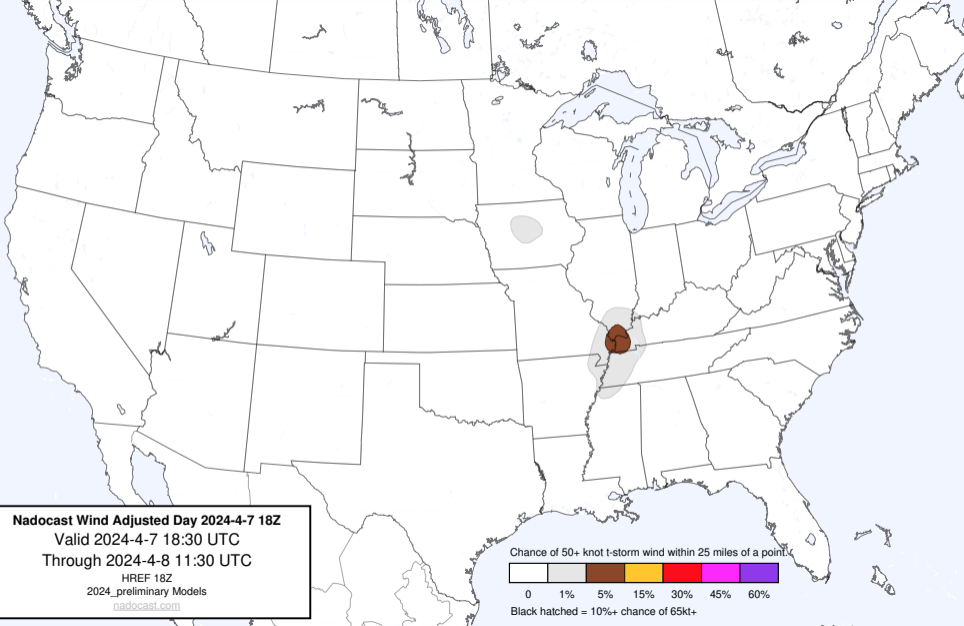 Nadocast Wind Adjusted Day 2024-4-7 18Z
Valid 2024-4-7 18:30 UTC
Through 2024-4-8 11:30 UTC
HREF 18Z
2024_preliminary Models
nadocast.com
Chance of 50+ knot t-storm wind within 25 miles of a point.
0 1% 5% 15% 30% 45% 60%
Black hatched = 10%+ chance of 65kt+